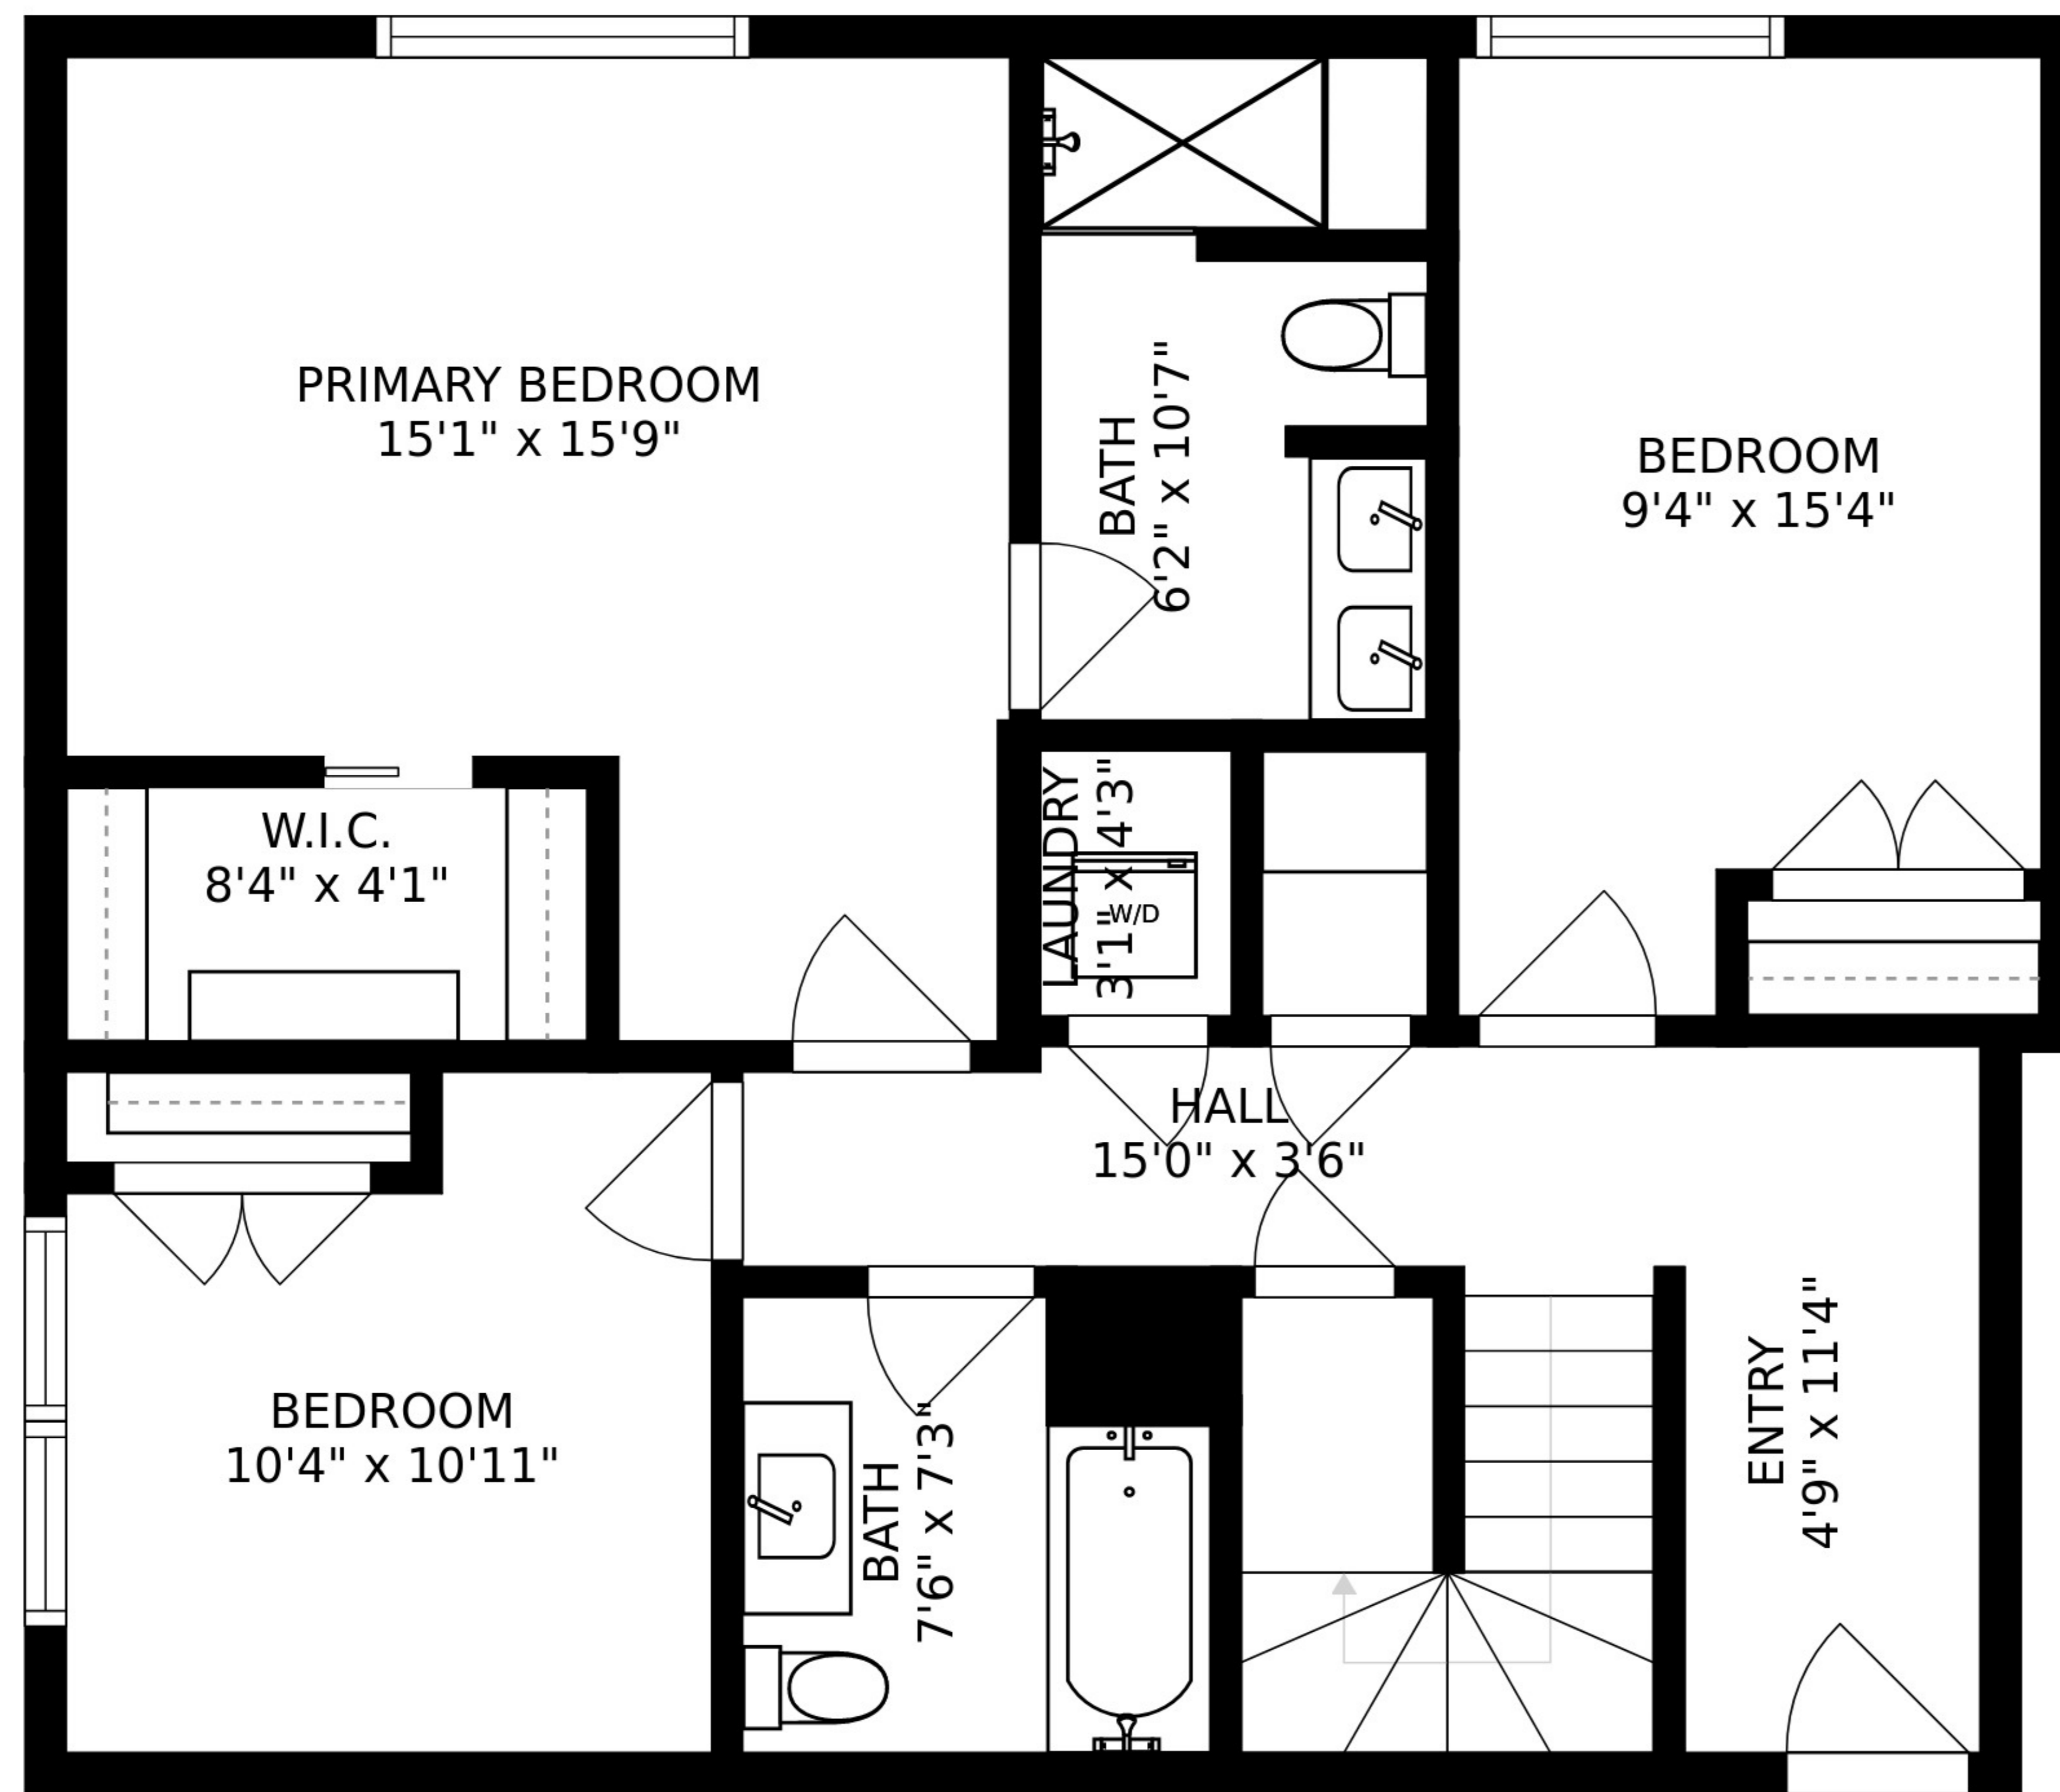 PRIMARY BEDROOM
15'1" x 15'9"
BATH
6'2" x 10'7"
BEDROOM
9'4" x 15'4"
W.I.C.
8'4" x 4'1"
LAUNDRY
3'1" x 4'3"
W/D
HALL
15'0" x 3'6"
BEDROOM
10'4" x 10'11"
BATH
7'6" x 7'3"
ENTRY
4'9" x 11'4"